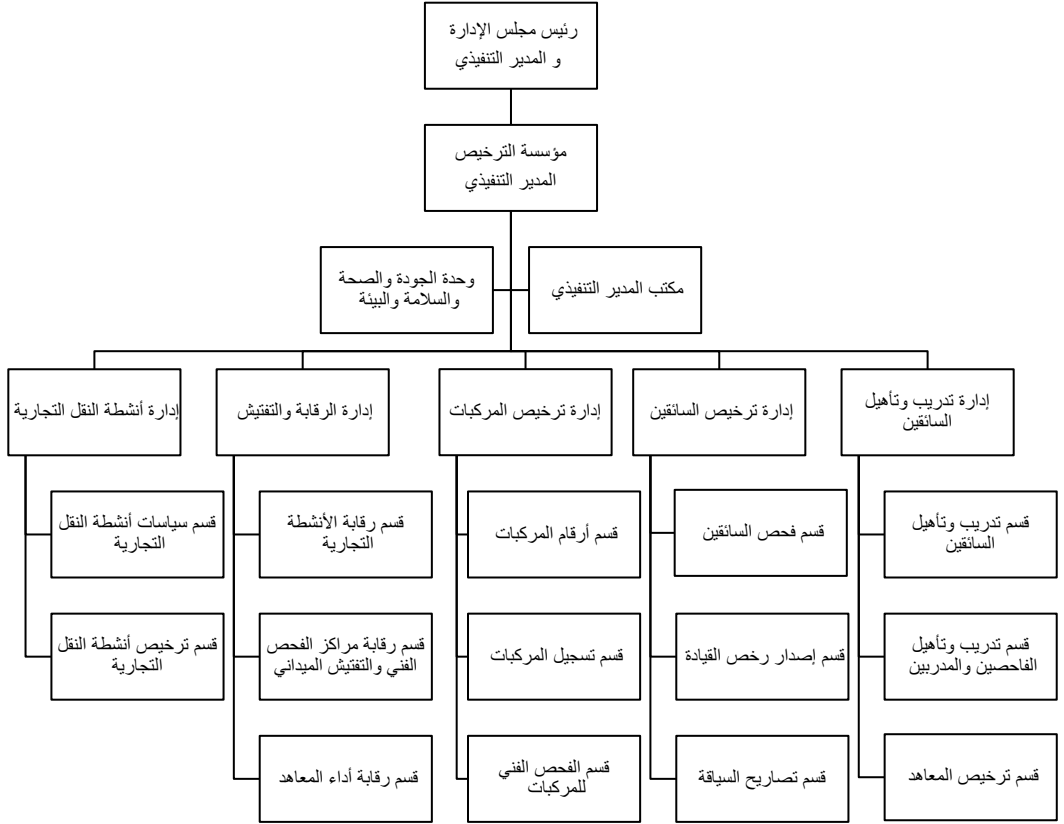 رئيس مجلس الإدارة
و المدير التنفيذي
مؤسسة الترخيص
المدير التنفيذي
مكتب المدير التنفيذي
وحدة الجودة والصحة
والسلامة والبيئة
إدارة تدريب وتأهيل
السائقين
إدارة ترخيص السائقين
إدارة ترخيص المركبات
إدارة الرقابة والتفتيش
إدارة أنشطة النقل التجارية
قسم تدريب وتأهيل
السائقين
قسم فحص السائقين
قسم أرقام المركبات
قسم رقابة الأنشطة
التجارية
قسم سياسات أنشطة النقل
التجارية
قسم تدريب وتأهيل
الفاحصين والمدربين
قسم إصدار رخص القيادة
قسم تسجيل المركبات
قسم رقابة مراكز الفحص
الفني والتفتيش الميداني
قسم ترخيص أنشطة النقل
التجارية
قسم ترخيص المعاهد
قسم تصاريح السياقة
قسم الفحص الفني
للمركبات
قسم رقابة أداء المعاهد